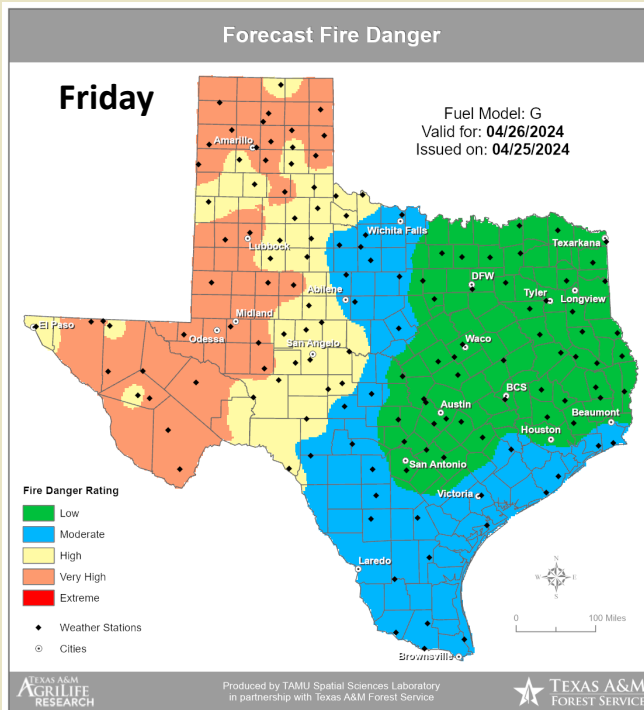 Forecast Fire Danger
Friday
Fuel Model: G
Valid for: 04/26/2024
Issued on: 04/25/2024
Amarillo
Wichita Falls
Texarkana
Lubbock
DFW
Abilene
Tyler
Longview
Midland
El Paso
Odessa
Waco
San Angelo
BCS
Austin
Beaumont
Houston
San Antonio
Victoria
Fire Danger Rating
Low
Moderate
High
Very High
Extreme
Weather Stations
Cities
Laredo
Brownsville
N
W E
S
0 100 Miles
TEXAS A&M
AGRILIFE
RESEARCH
Produced by TAMU Spatial Sciences Laboratory
in partnership with Texas A&M Forest Service
TEXAS A&M
FOREST SERVICE